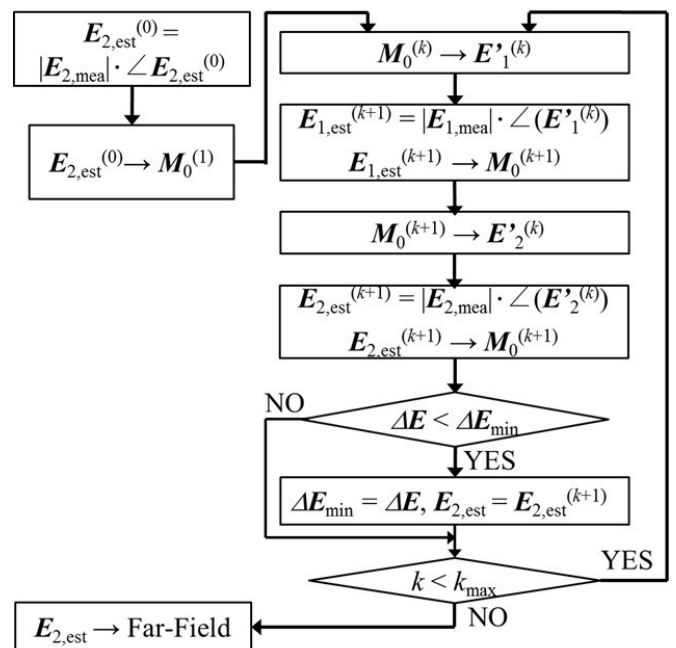 E₂,est⁽⁰⁾ =
|E₂,mea| · ∠ E₂,est⁽⁰⁾
E₂,est⁽⁰⁾ → M₀⁽¹⁾
M₀⁽ᵏ⁾ → E’₁⁽ᵏ⁾
E₁,est⁽ᵏ⁺¹⁾ = |E₁,mea| · ∠(E’₁⁽ᵏ⁾)
E₁,est⁽ᵏ⁺¹⁾ → M₀⁽ᵏ⁺¹⁾
M₀⁽ᵏ⁺¹⁾ → E’₂⁽ᵏ⁾
E₂,est⁽ᵏ⁺¹⁾ = |E₂,mea| · ∠(E’₂⁽ᵏ⁾)
E₂,est⁽ᵏ⁺¹⁾ → M₀⁽ᵏ⁺¹⁾
NO
ΔE < ΔEmin
YES
ΔEmin = ΔE, E₂,est = E₂,est⁽ᵏ⁺¹⁾
YES
k < kmax
NO
E₂,est → Far-Field